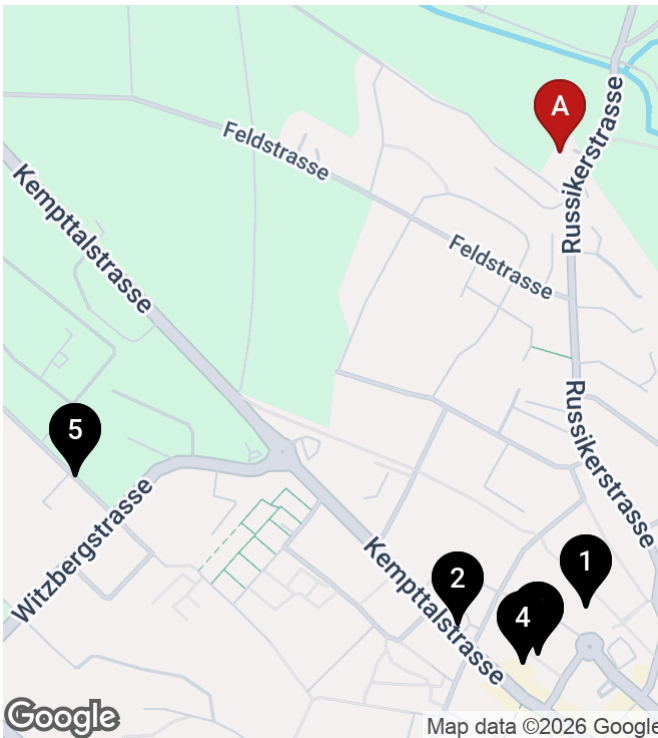 A
Russikerstrasse
Feldstrasse
Kempttalstrasse
Feldstrasse
Russikerstrasse
5
Witzbergstrasse
Kempttalstrasse
1
2
4
Google
Map data ©2026 Google